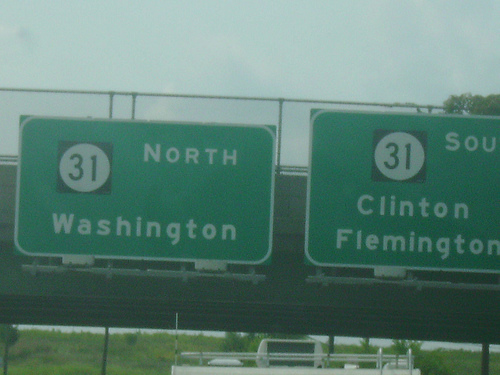 31 NORTH
Washington
31 SOU
Clinton
Flemington